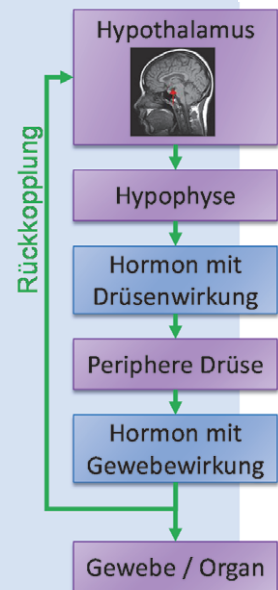 Hypothalamus
Rückkopplung
Hypophyse
Hormon mit
Drüsenwirkung
Periphere Drüse
Hormon mit
Gewebewirkung
Gewebe / Organ